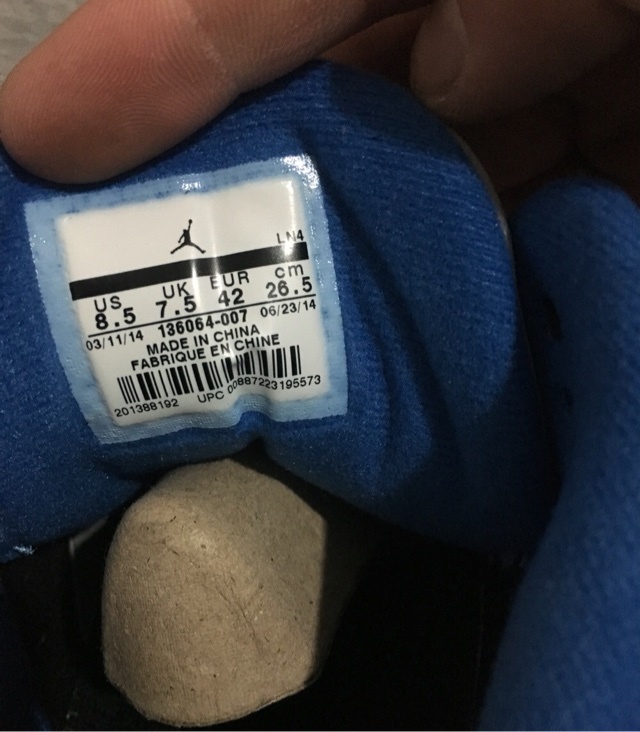 LN4
US UK EUR cm
8.5 7.5 42 26.5
03/11/14 136064-007 06/23/14
MADE IN CHINA
FABRIQUE EN CHINE
201388192 UPC 00887223195573